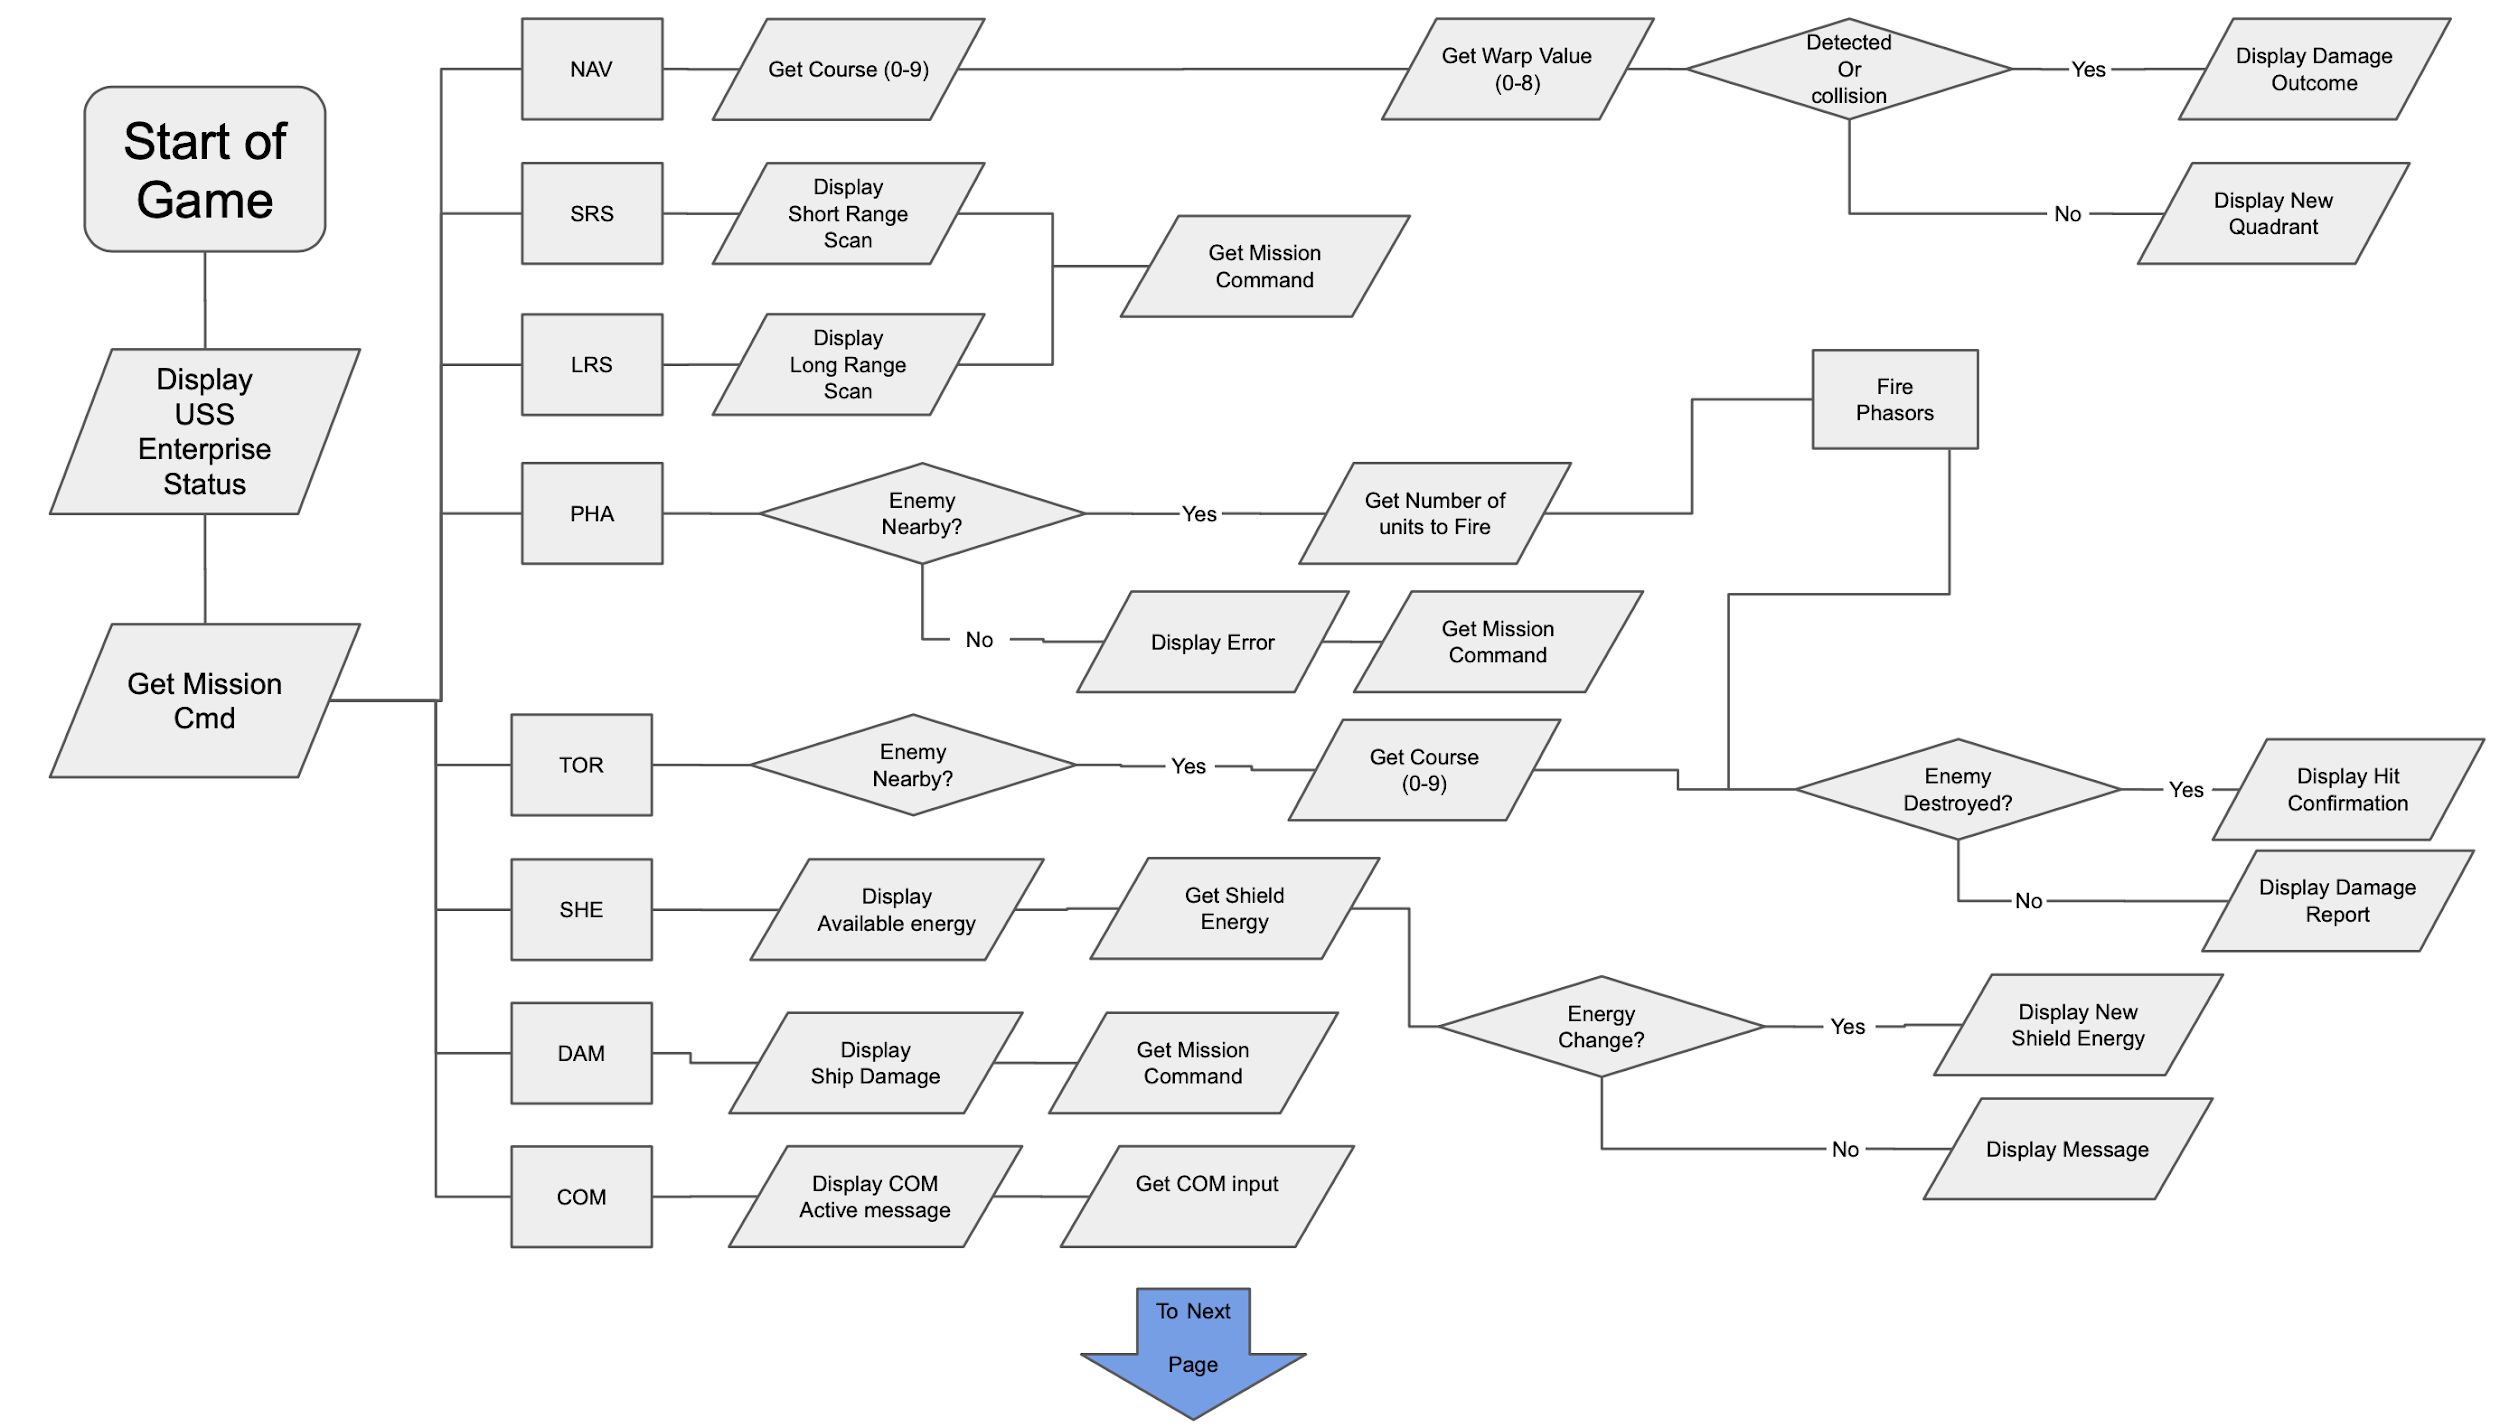 Start of
Game
Display
USS
Enterprise
Status
Get Mission
Cmd
NAV
Get Course (0-9)
Get Warp Value
(0-8)
Detected
Or
collision
Yes
Display Damage
Outcome
No
Display New
Quadrant
SRS
Display
Short Range
Scan
Get Mission
Command
LRS
Display
Long Range
Scan
PHA
Enemy
Nearby?
Yes
Get Number of
units to Fire
Fire
Phasors
No
Display Error
Get Mission
Command
TOR
Enemy
Nearby?
Yes
Get Course
(0-9)
Enemy
Destroyed?
Yes
Display Hit
Confirmation
No
Display Damage
Report
SHE
Display
Available energy
Get Shield
Energy
Energy
Change?
Yes
Display New
Shield Energy
No
Display Message
DAM
Display
Ship Damage
Get Mission
Command
COM
Display COM
Active message
Get COM input
To Next
Page